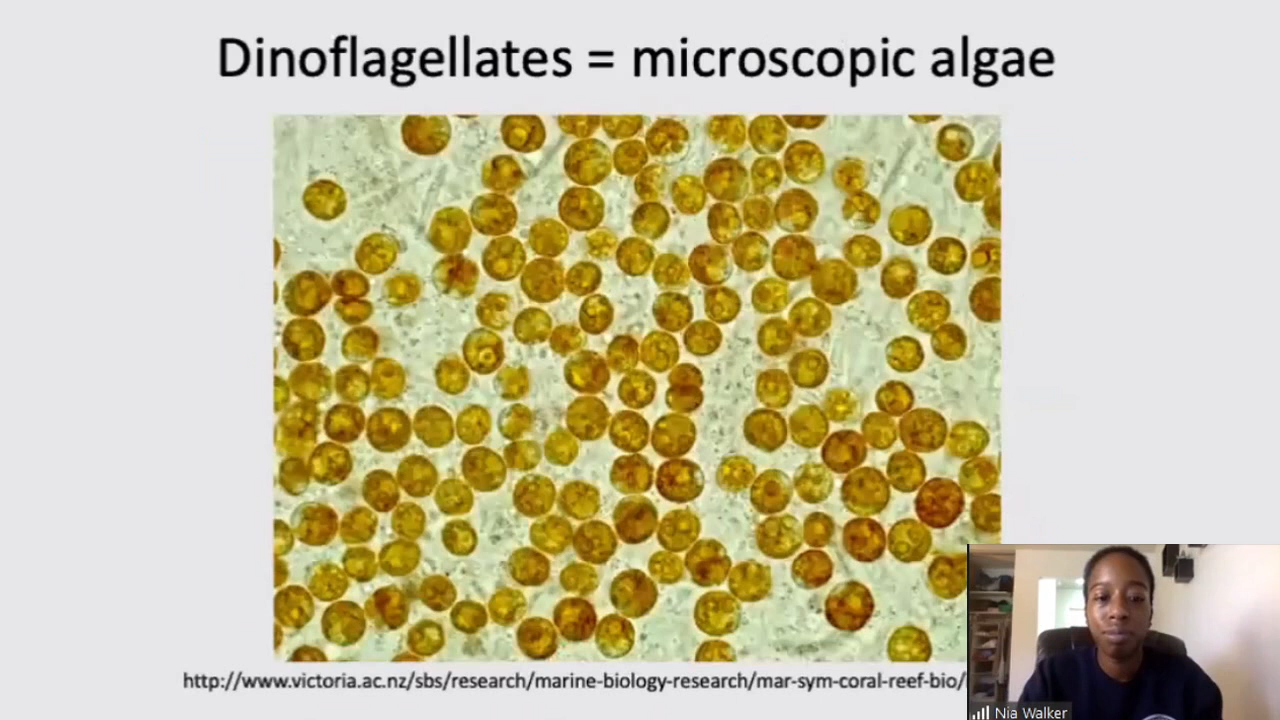 Dinoflagellates = microscopic algae
http://www.victoria.ac.nz/sbs/research/marine-biology-research/mar-sym-coral-reef-bio/
Nia Walker